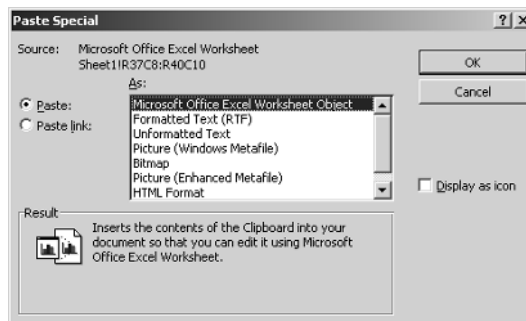 Paste Special
Source: Microsoft Office Excel Worksheet
Sheet1!R37C8:R40C10
As:
Paste:
Paste link:
Microsoft Office Excel Worksheet Object
Formatted Text (RTF)
Unformatted Text
Picture (Windows Metafile)
Bitmap
Picture (Enhanced Metafile)
HTML Format
OK
Cancel
Display as icon
Result
Inserts the contents of the Clipboard into your
document so that you can edit it using Microsoft
Office Excel Worksheet.